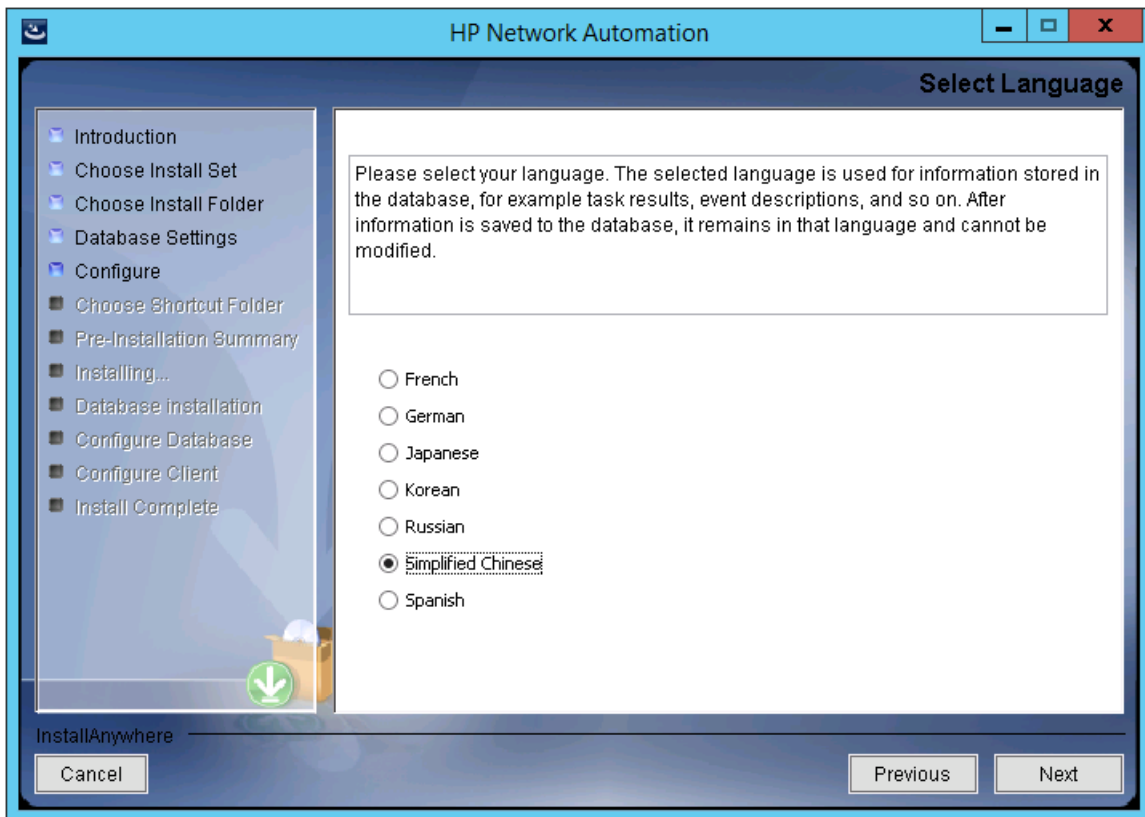 HP Network Automation
Select Language
Introduction
Choose Install Set
Choose Install Folder
Database Settings
Configure
Choose Shortcut Folder
Pre-Installation Summary
Installing...
Database installation
Configure Database
Configure Client
Install Complete
Please select your language. The selected language is used for information stored in
the database, for example task results, event descriptions, and so on. After
information is saved to the database, it remains in that language and cannot be
modified.
French
German
Japanese
Korean
Russian
Simplified Chinese
Spanish
InstallAnywhere
Cancel
Previous
Next